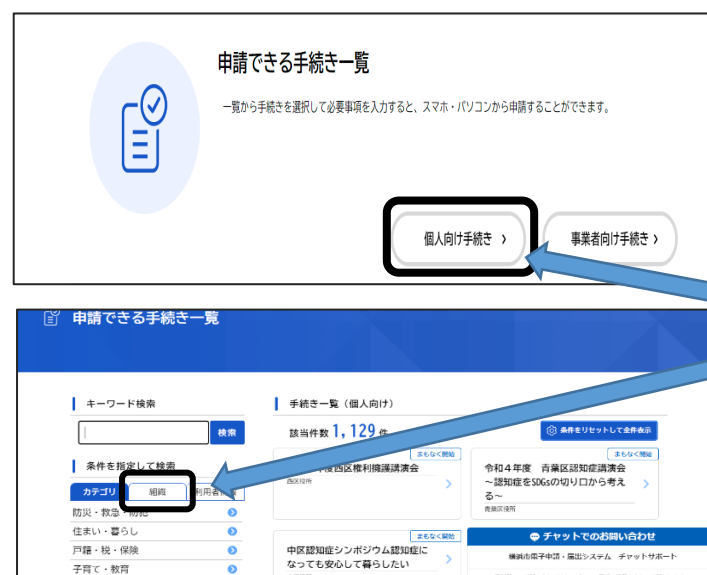 申請できる手続き一覧
一覧から手続きを選択して必要事項を入力すると、スマホ・パソコンから申請することができます。
個人向け手続き ›
事業者向け手続き ›
申請できる手続き一覧
キーワード検索
検索
条件を指定して検索
カテゴリ
組織
利用者
防災・救急・防犯
住まい・暮らし
戸籍・税・保険
子育て・教育
手続き一覧（個人向け）
該当件数 1,129 件
条件をリセットして全件表示
まもなく開始
度西区権利擁護講演会
西区役所
まもなく開始
令和４年度 青葉区認知症講演会
～認知症をSDGsの切り口から考え
る～
青葉区役所
まもなく開始
中区認知症シンポジウム認知症に
なっても安心して暮らしたい
チャットでのお問い合わせ
横浜市電子申請・届出システム チャットサポート